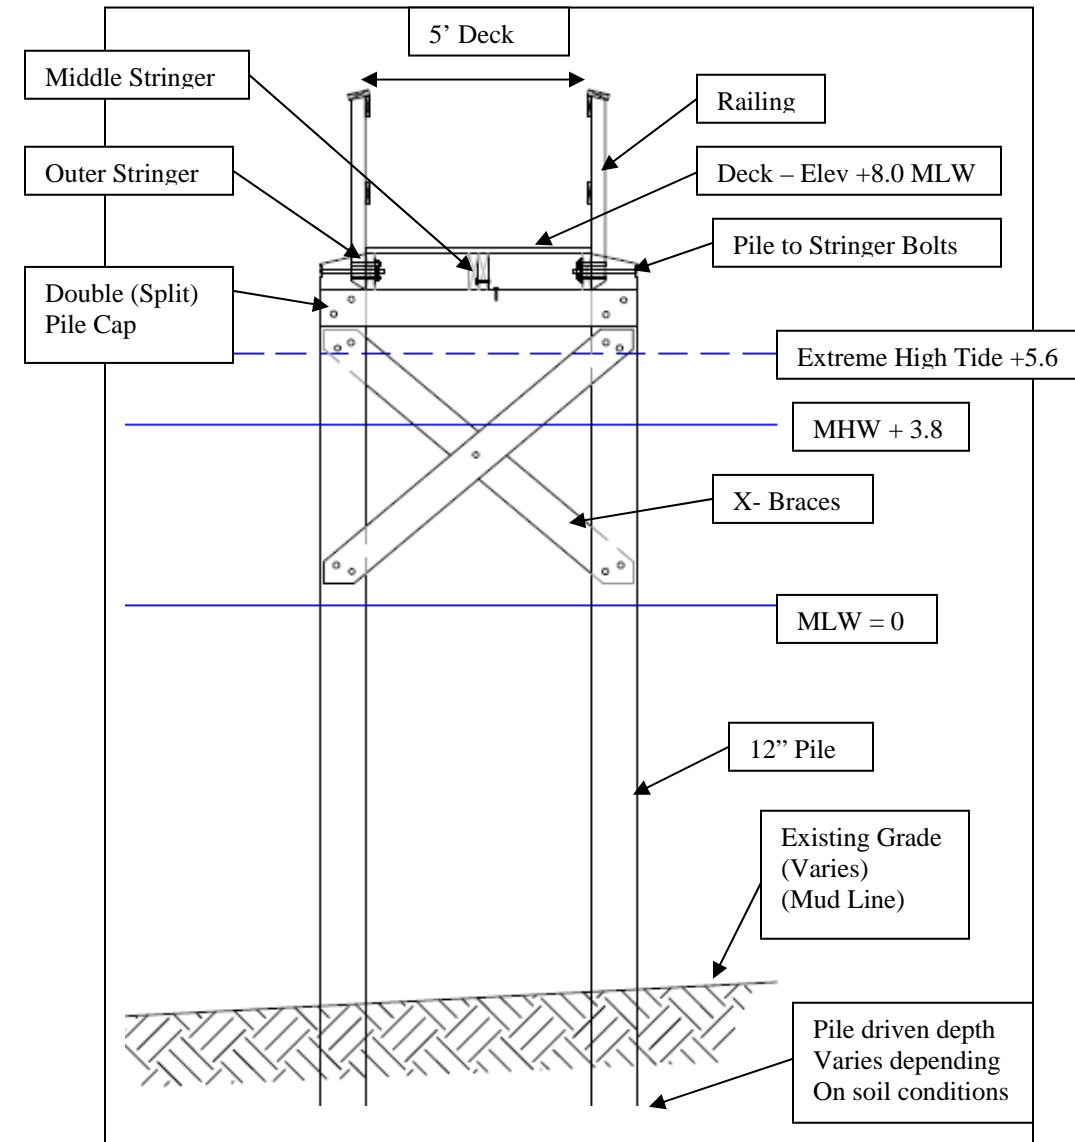 5’ Deck
Middle Stringer
Railing
Outer Stringer
Deck – Elev +8.0 MLW
Pile to Stringer Bolts
Double (Split)
Pile Cap
Extreme High Tide +5.6
MHW + 3.8
X- Braces
MLW = 0
12” Pile
Existing Grade
(Varies)
(Mud Line)
Pile driven depth
Varies depending
On soil conditions